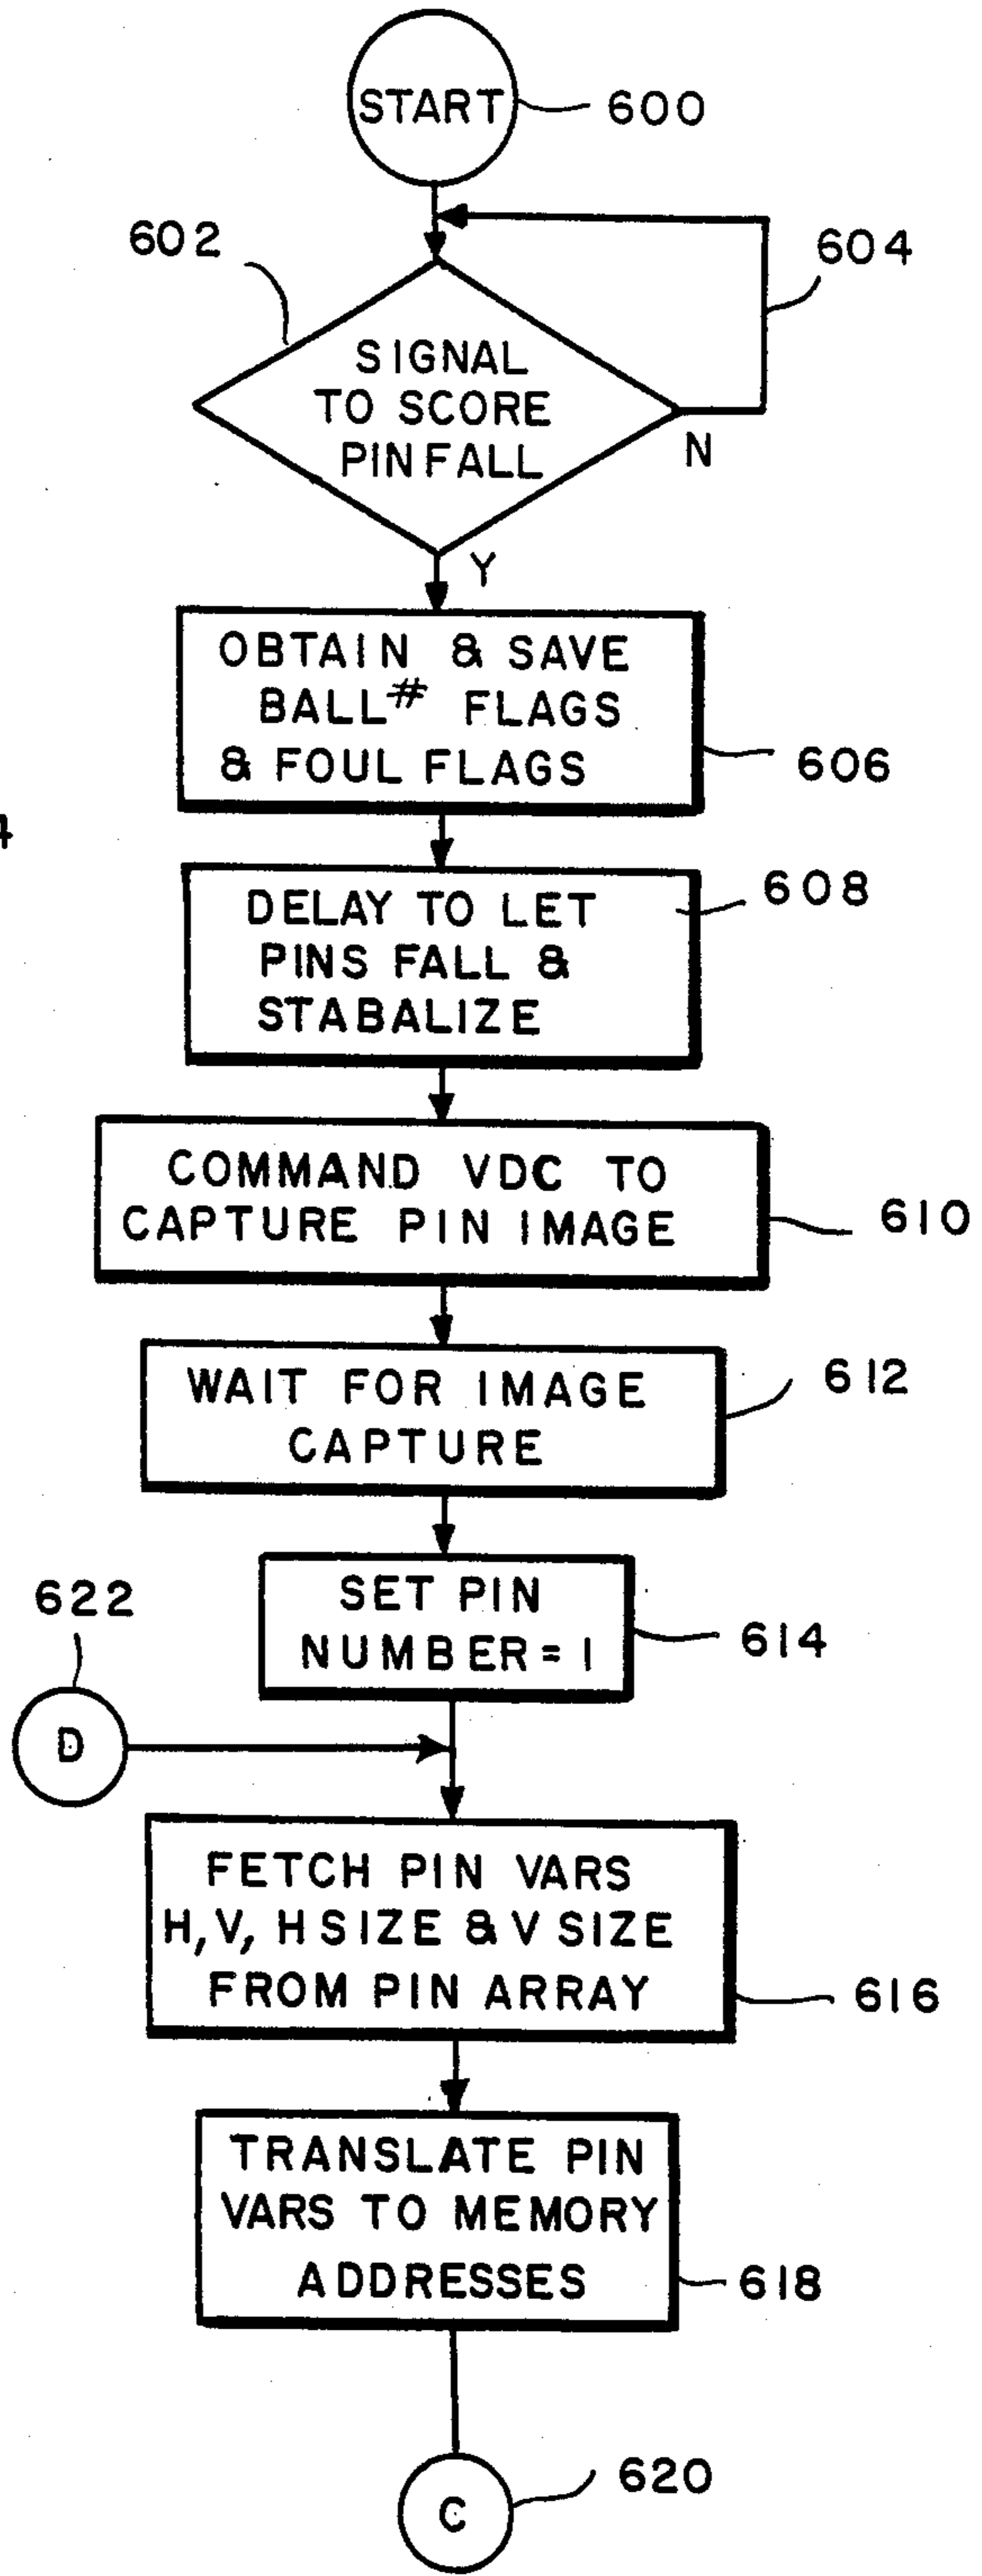 START
600
602
604
SIGNAL
TO SCORE
PINFALL
N
Y
OBTAIN & SAVE
BALL# FLAGS
& FOUL FLAGS
606
4
DELAY TO LET
PINS FALL &
STABALIZE
608
COMMAND VDC TO
CAPTURE PIN IMAGE
610
WAIT FOR IMAGE
CAPTURE
612
SET PIN
NUMBER = 1
614
622
D
FETCH PIN VARS
H, V, H SIZE & V SIZE
FROM PIN ARRAY
616
TRANSLATE PIN
VARS TO MEMORY
ADDRESSES
618
C
620